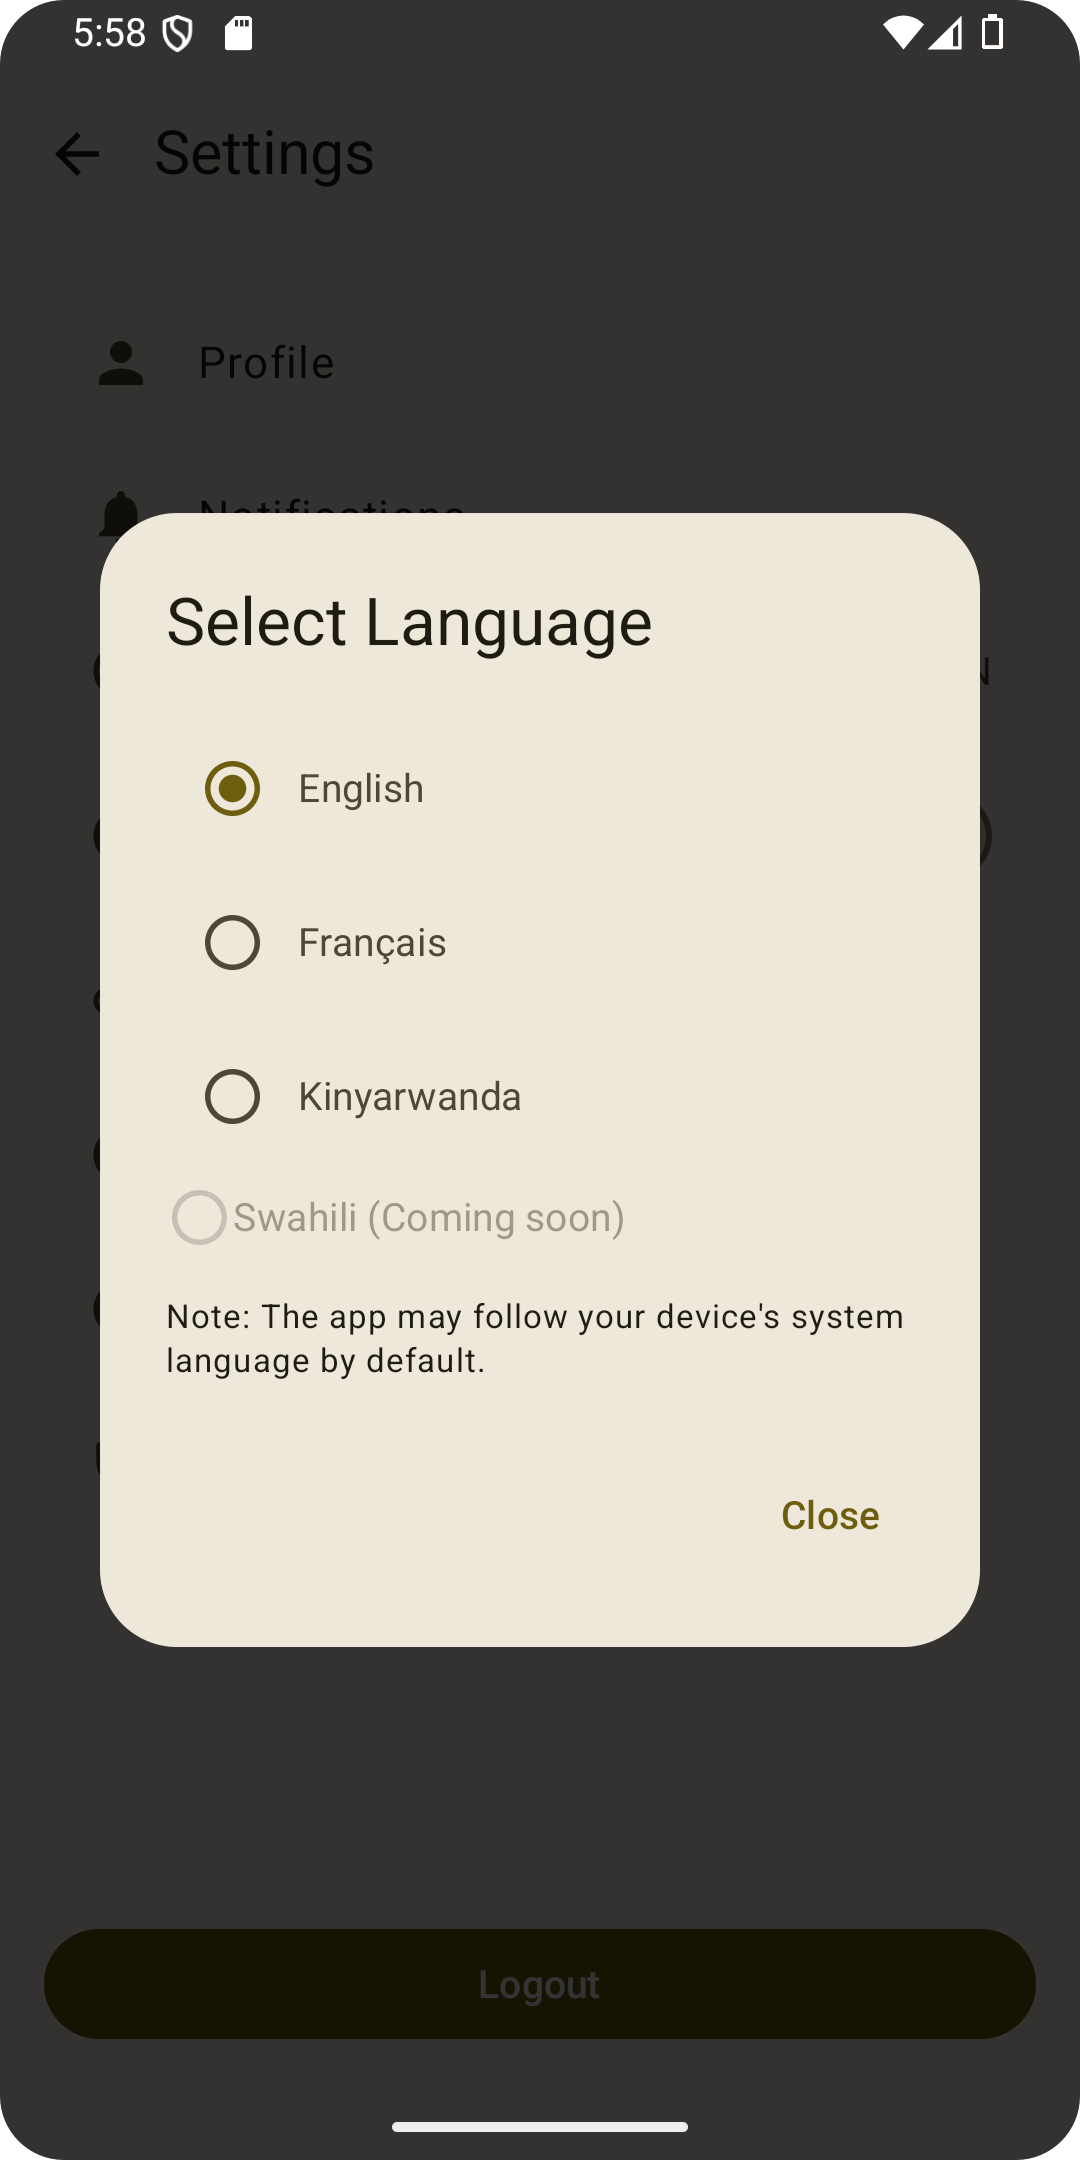 5:58
Settings
Profile
Notifications
Select Language
English
Français
Kinyarwanda
Swahili (Coming soon)
Note: The app may follow your device's system
language by default.
Close
Logout